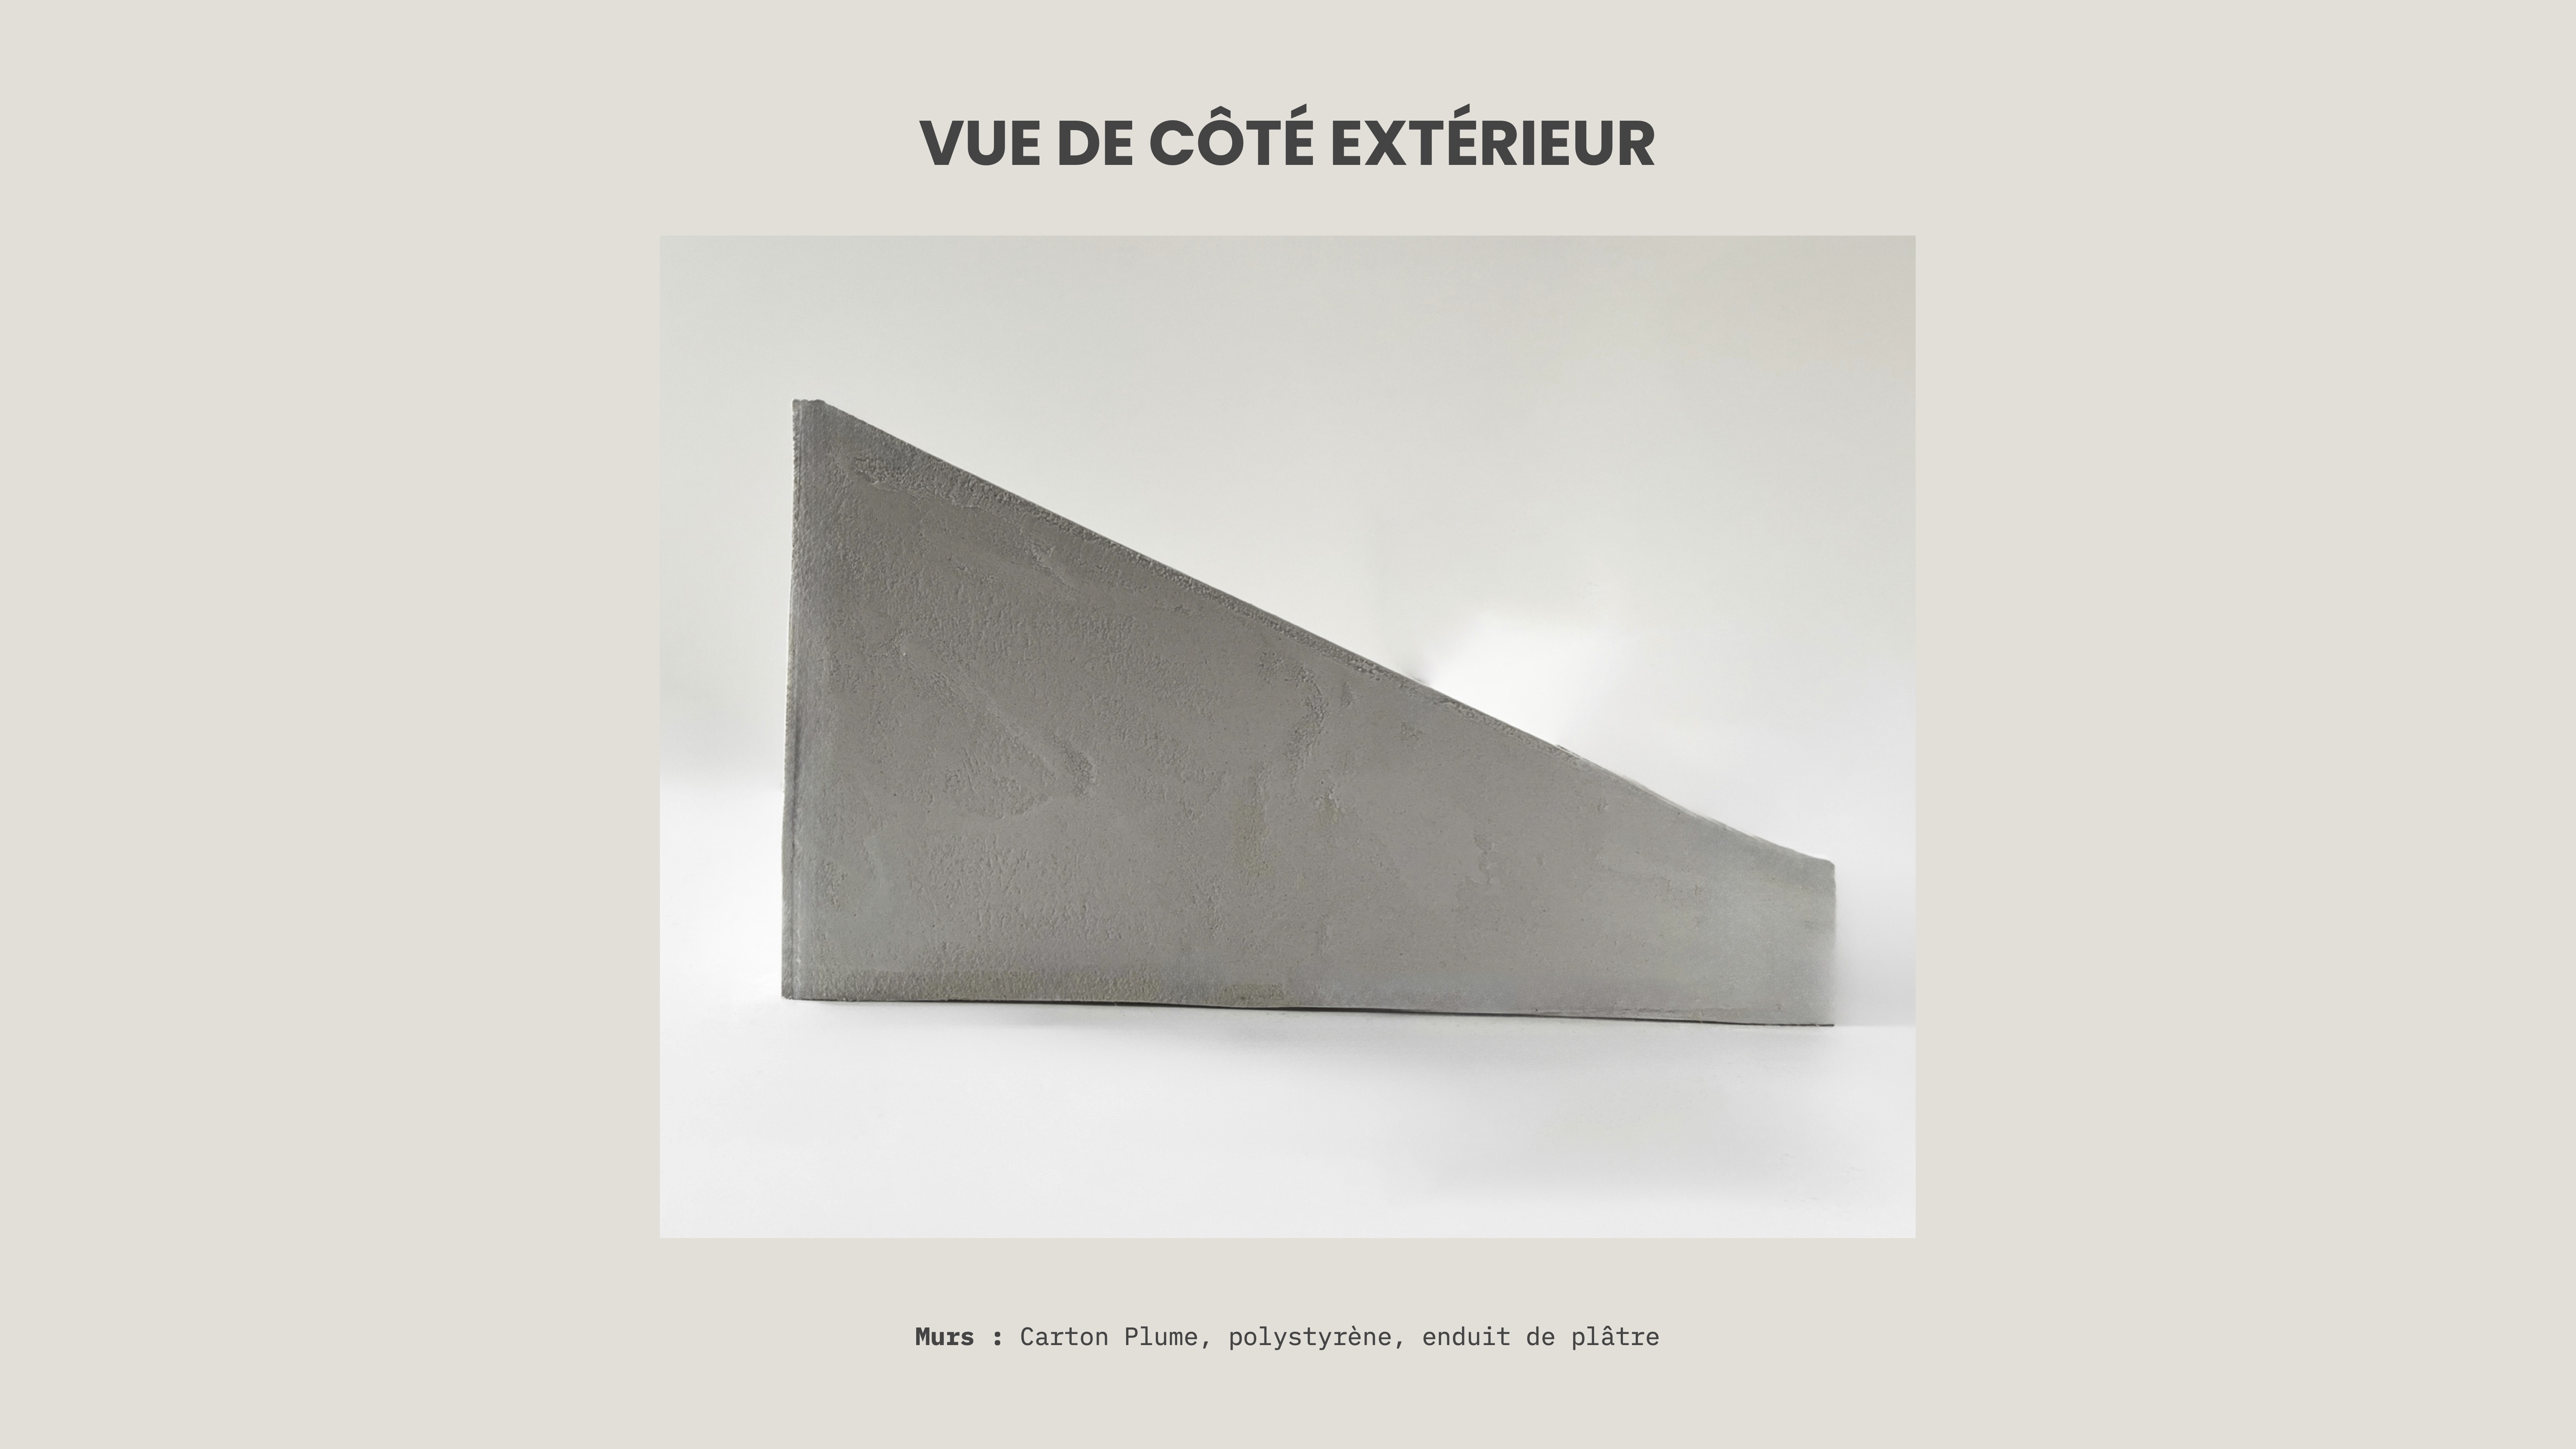 VUE DE CÔTÉ EXTÉRIEUR
Murs : Carton Plume, polystyrène, enduit de plâtre